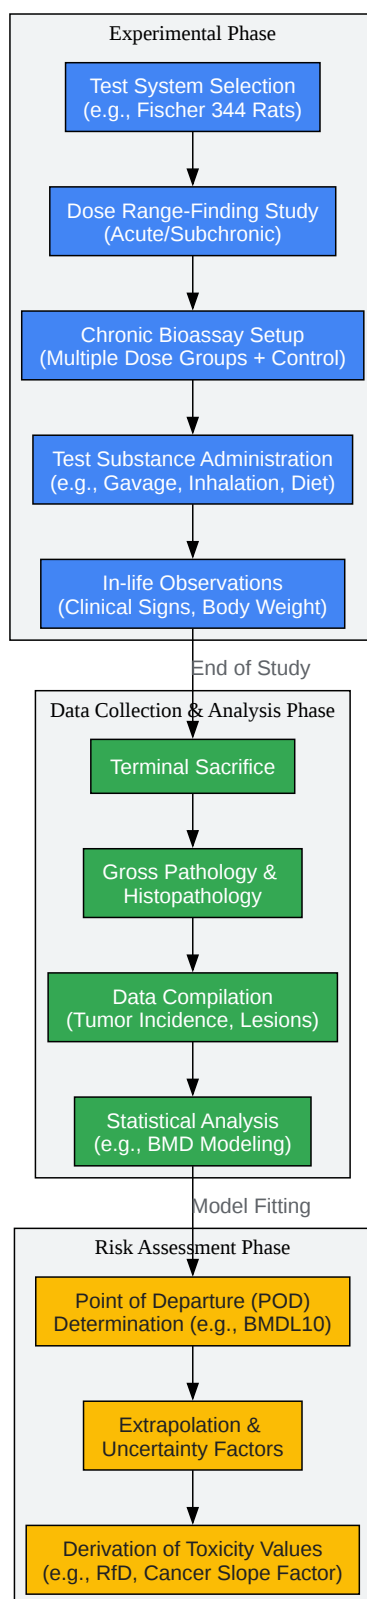 Experimental Phase
Test System Selection
(e.g., Fischer 344 Rats)
Dose Range-Finding Study
(Acute/Subchronic)
Chronic Bioassay Setup
(Multiple Dose Groups + Control)
Test Substance Administration
(e.g., Gavage, Inhalation, Diet)
In-life Observations
(Clinical Signs, Body Weight)
End of Study
Data Collection & Analysis Phase
Terminal Sacrifice
Gross Pathology &
Histopathology
Data Compilation
(Tumor Incidence, Lesions)
Statistical Analysis
(e.g., BMD Modeling)
Model Fitting
Risk Assessment Phase
Point of Departure (POD)
Determination (e.g., BMDL10)
Extrapolation &
Uncertainty Factors
Derivation of Toxicity Values
(e.g., RfD, Cancer Slope Factor)